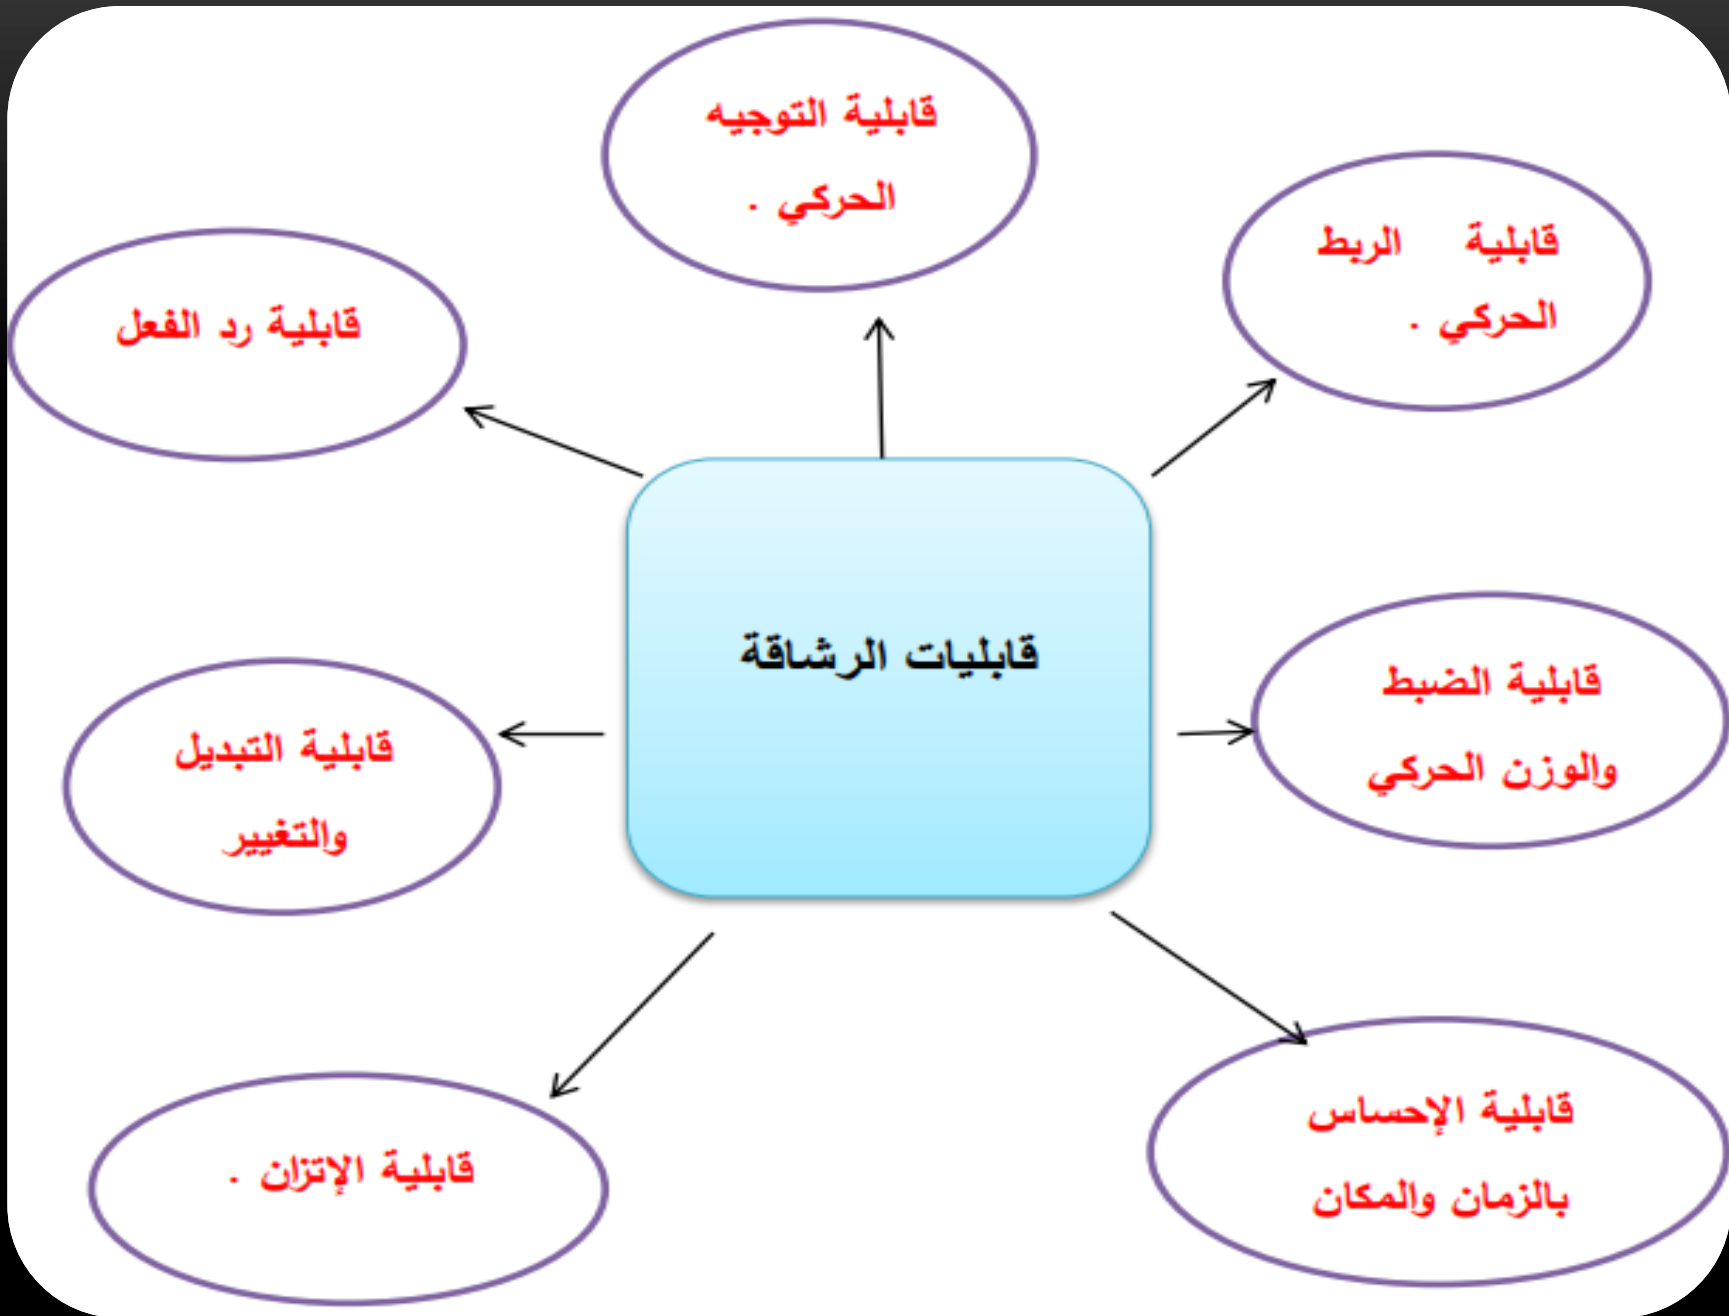 قابلية التوجيه
الحركي .
قابلية الربط
الحركي .
قابلية رد الفعل
قابليات الرشاقة
قابلية الضبط
والوزن الحركي
قابلية التبديل
والتغيير
قابلية الإحساس
بالزمان والمكان
قابلية الإتزان .